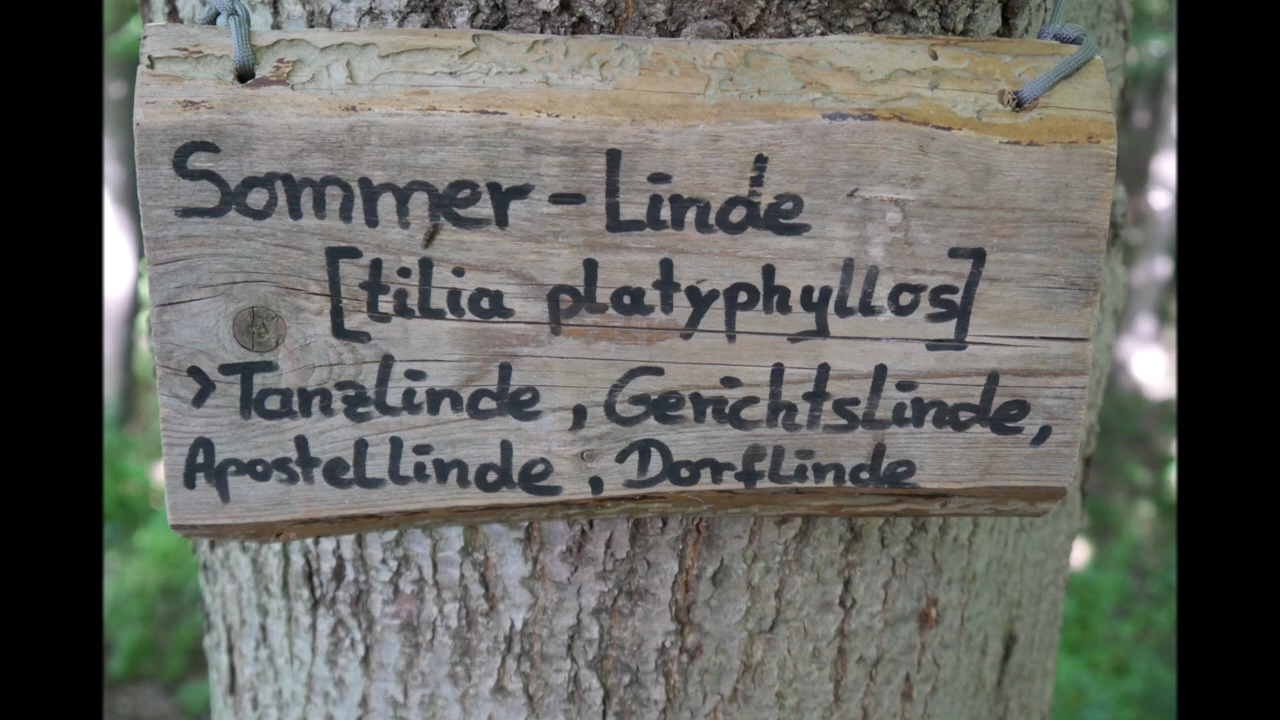 Sommer-Linde
[tilia platyphyllos]
>Tanzlinde, Gerichtslinde,
Apostellinde, Dorflinde